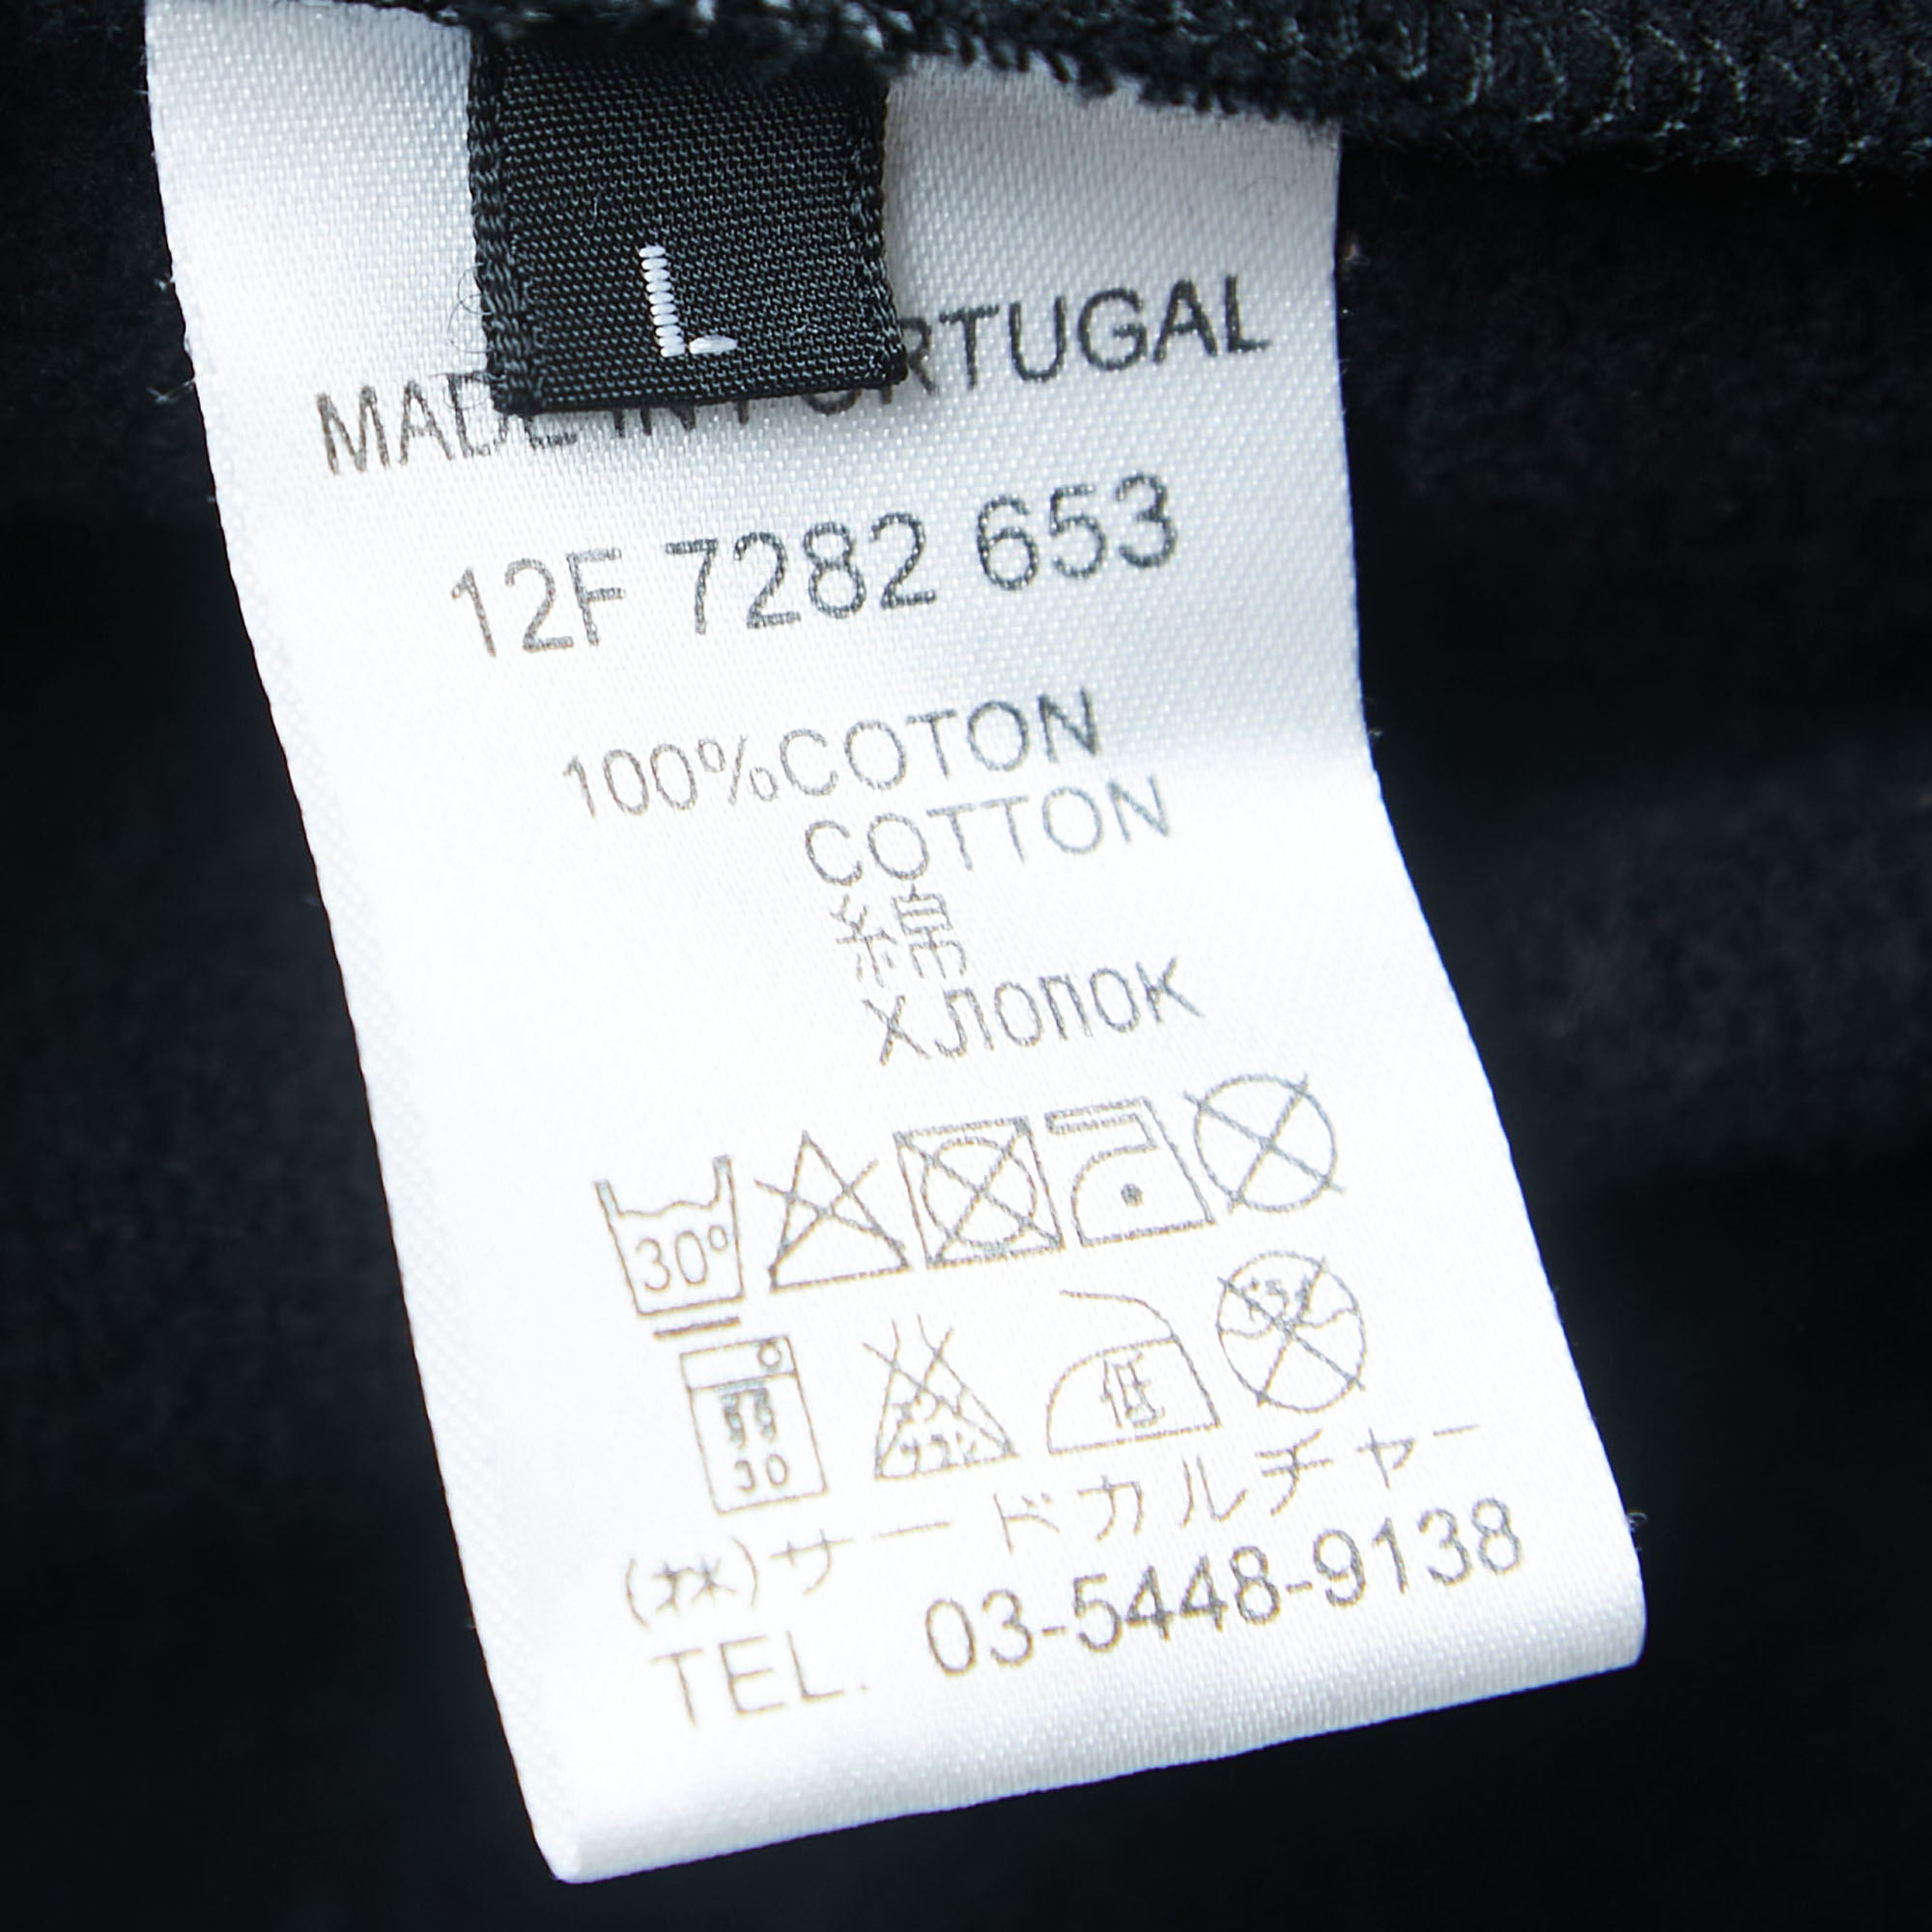 L
MADE IN PORTUGAL
12F 7282 653
100%COTON
COTTON
綿
ХЛОПОК
30º
30
低
(株)サードカルチャー
TEL. 03-5448-9138